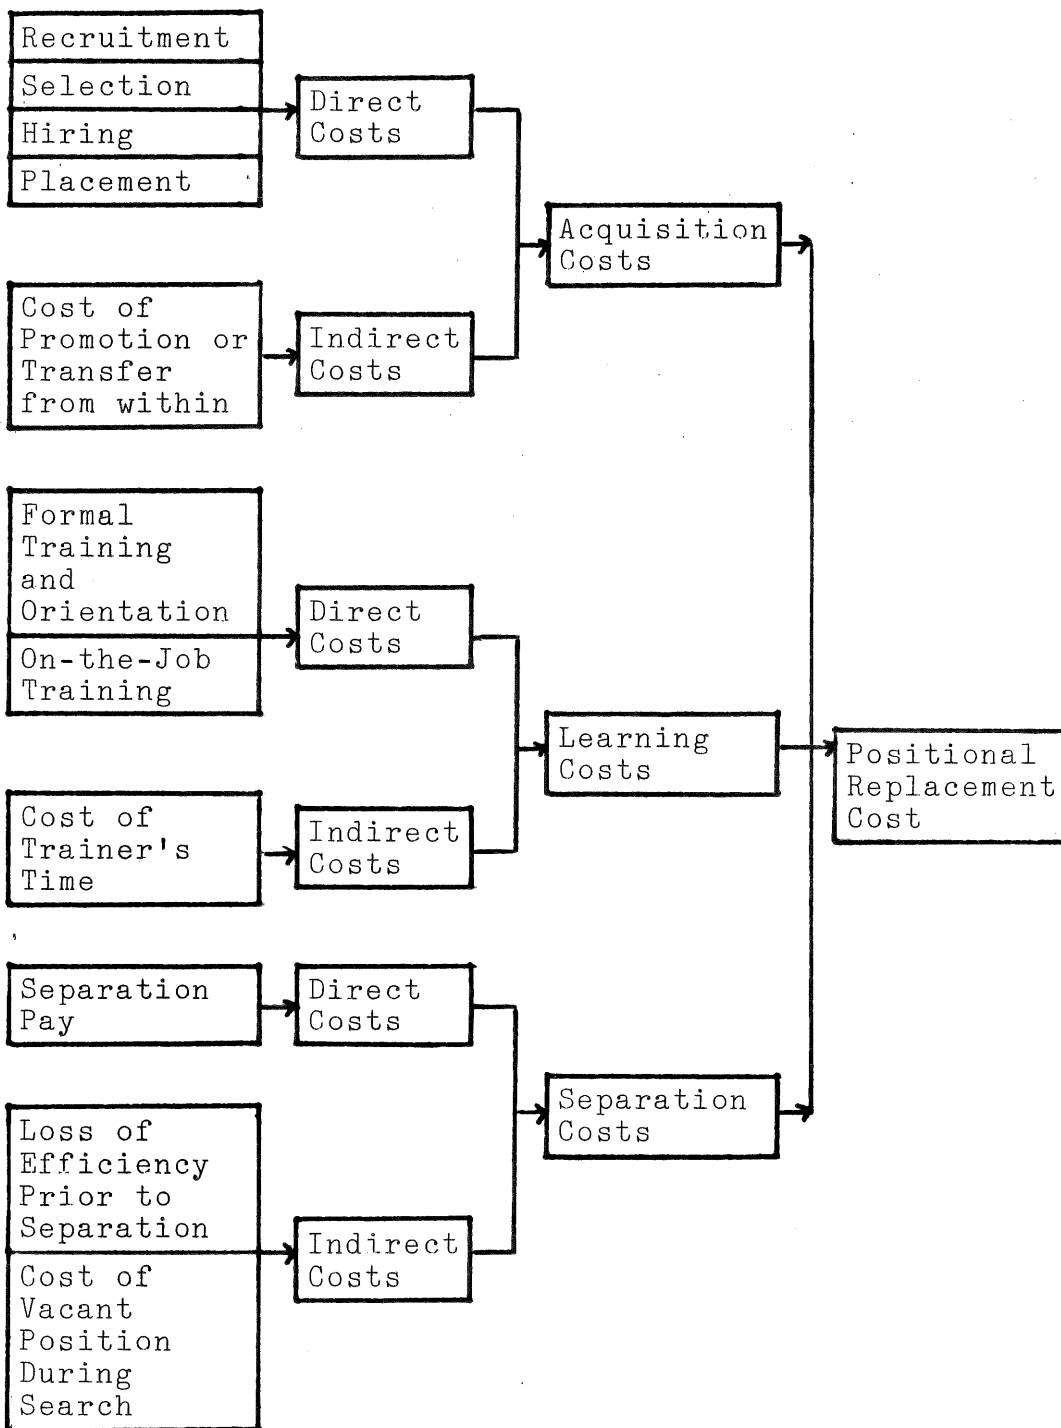 Recruitment
Selection
Hiring
Placement
Direct
Costs
Cost of
Promotion or
Transfer
from within
Indirect
Costs
Acquisition
Costs
Formal
Training
and
Orientation
On-the-Job
Training
Direct
Costs
Cost of
Trainer's
Time
Indirect
Costs
Learning
Costs
Separation
Pay
Direct
Costs
Loss of
Efficiency
Prior to
Separation
Cost of
Vacant
Position
During
Search
Indirect
Costs
Separation
Costs
Positional
Replacement
Cost